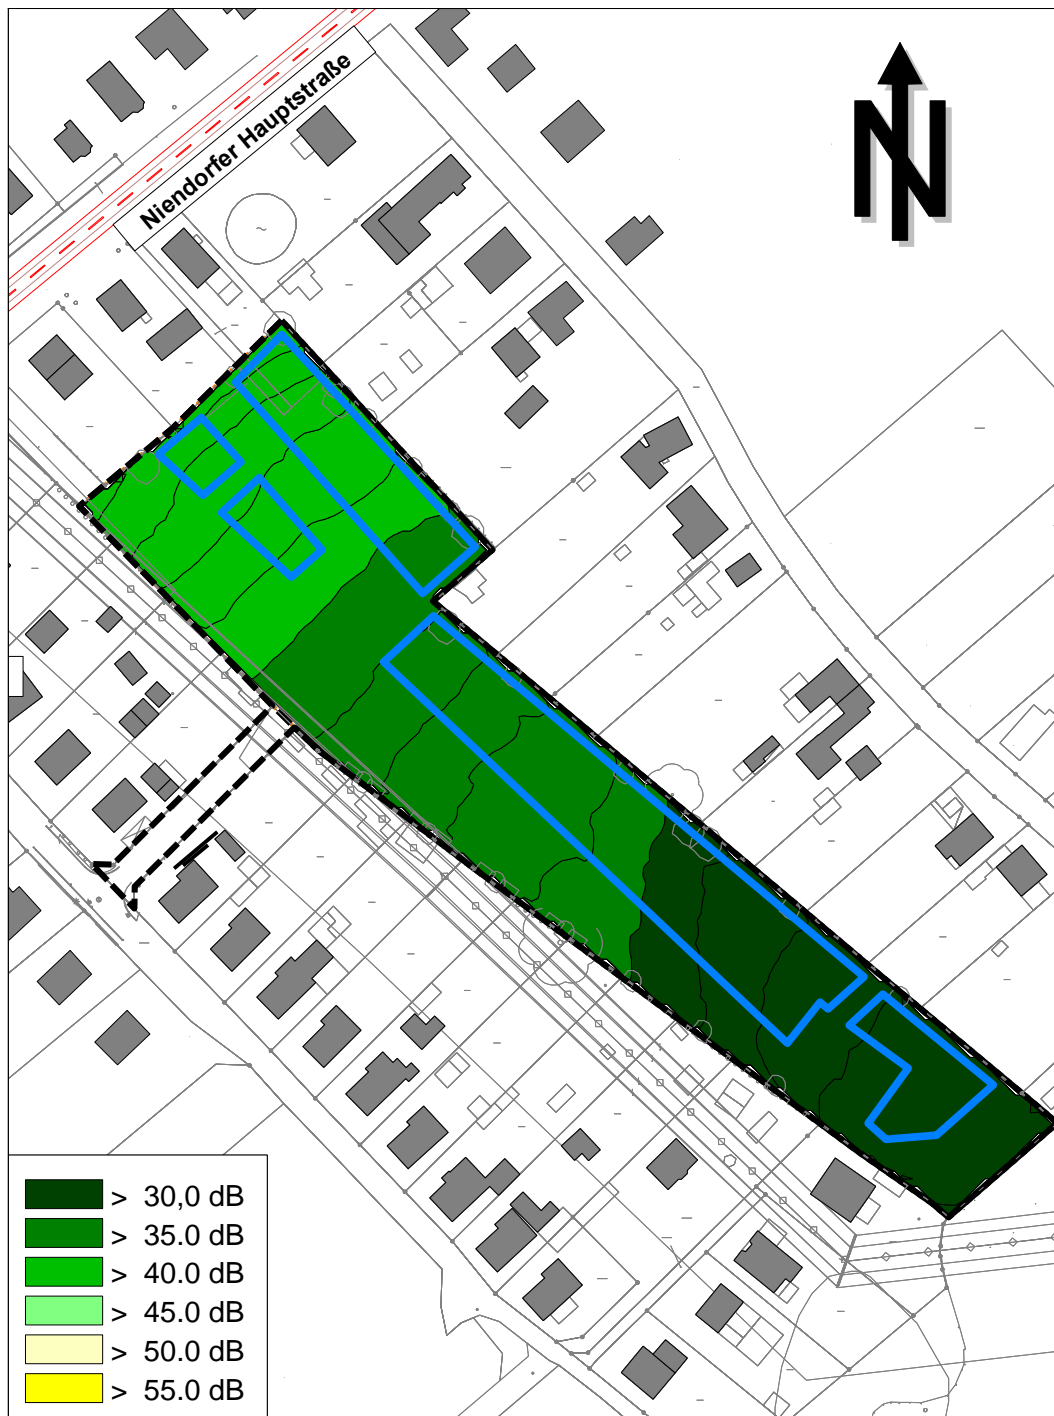 Niendorfer Hauptstraße
N
> 30,0 dB
> 35.0 dB
> 40.0 dB
> 45.0 dB
> 50.0 dB
> 55.0 dB